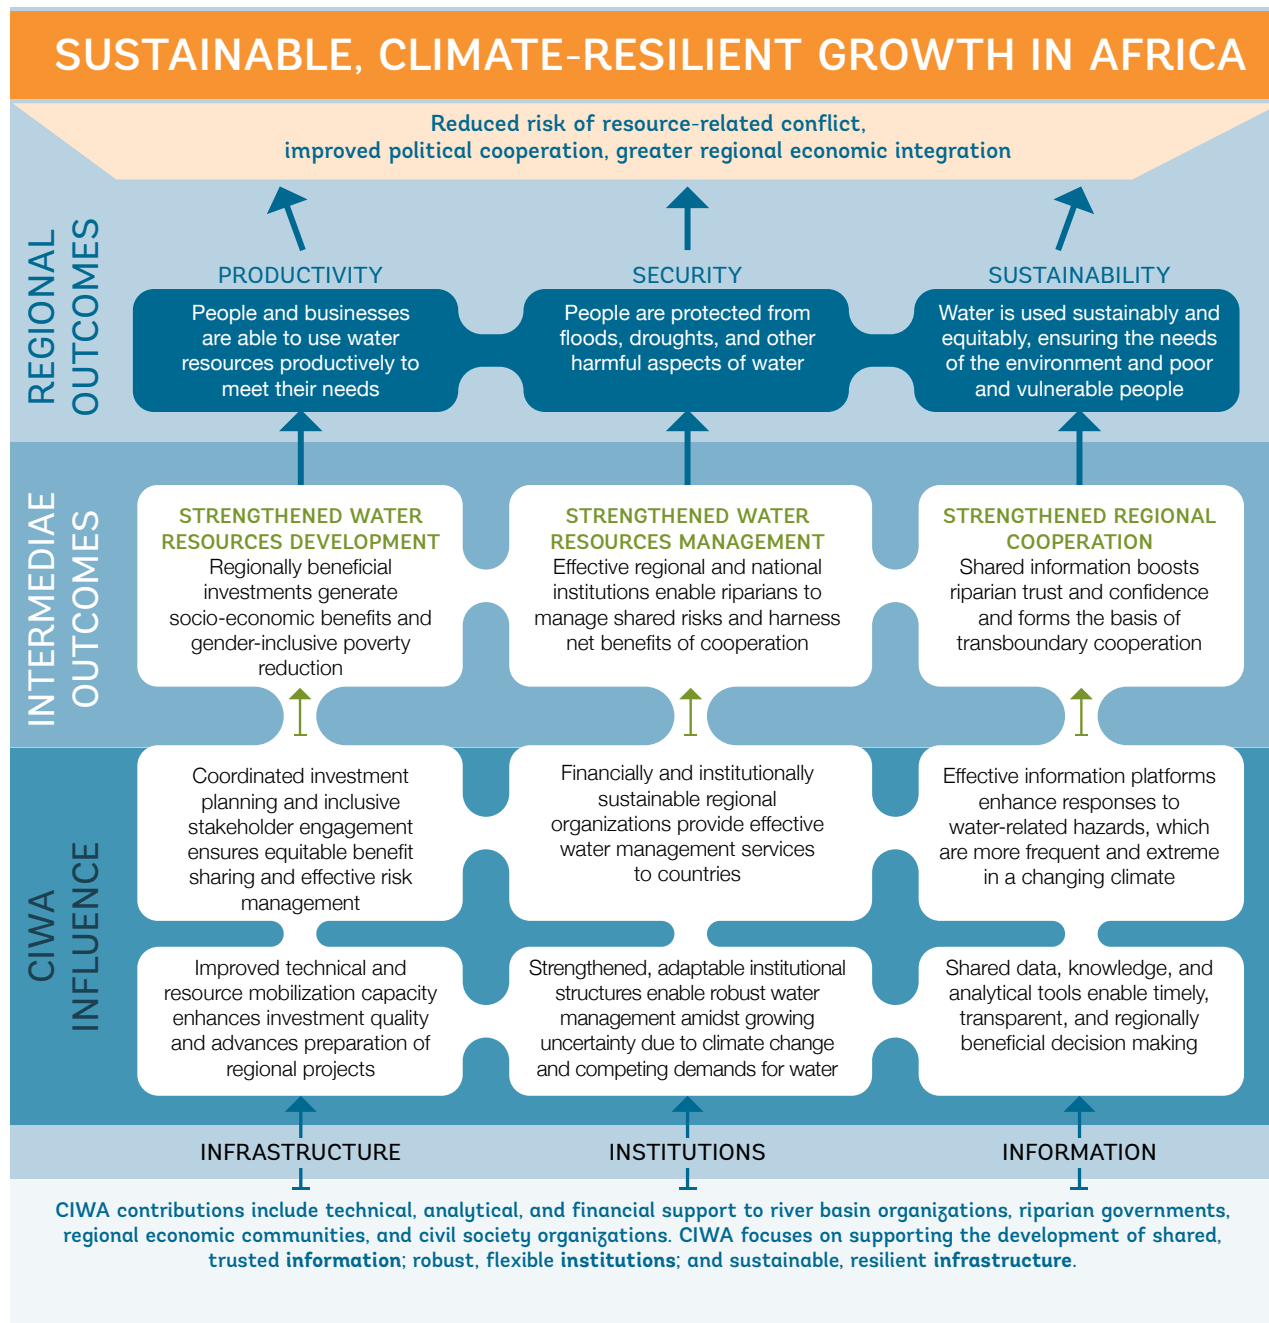 SUSTAINABLE, CLIMATE-RESILIENT GROWTH IN AFRICA
Reduced risk of resource-related conflict,
improved political cooperation, greater regional economic integration
REGIONAL
OUTCOMES
PRODUCTIVITY
People and businesses
are able to use water
resources productively to
meet their needs
SECURITY
People are protected from
floods, droughts, and other
harmful aspects of water
SUSTAINABILITY
Water is used sustainably and
equitably, ensuring the needs
of the environment and poor
and vulnerable people
INTERMEDIAE
OUTCOMES
STRENGTHENED WATER
RESOURCES DEVELOPMENT
Regionally beneficial
investments generate
socio-economic benefits and
gender-inclusive poverty
reduction
STRENGTHENED WATER
RESOURCES MANAGEMENT
Effective regional and national
institutions enable riparians to
manage shared risks and harness
net benefits of cooperation
STRENGTHENED REGIONAL
COOPERATION
Shared information boosts
riparian trust and confidence
and forms the basis of
transboundary cooperation
CIWA
INFLUENCE
Coordinated investment
planning and inclusive
stakeholder engagement
ensures equitable benefit
sharing and effective risk
management
Financially and institutionally
sustainable regional
organizations provide effective
water management services
to countries
Effective information platforms
enhance responses to
water-related hazards, which
are more frequent and extreme
in a changing climate
Improved technical and
resource mobilization capacity
enhances investment quality
and advances preparation of
regional projects
Strengthened, adaptable institutional
structures enable robust water
management amidst growing
uncertainty due to climate change
and competing demands for water
Shared data, knowledge, and
analytical tools enable timely,
transparent, and regionally
beneficial decision making
INFRASTRUCTURE
INSTITUTIONS
INFORMATION
CIWA contributions include technical, analytical, and financial support to river basin organizations, riparian governments,
regional economic communities, and civil society organizations. CIWA focuses on supporting the development of shared,
trusted information; robust, flexible institutions; and sustainable, resilient infrastructure.